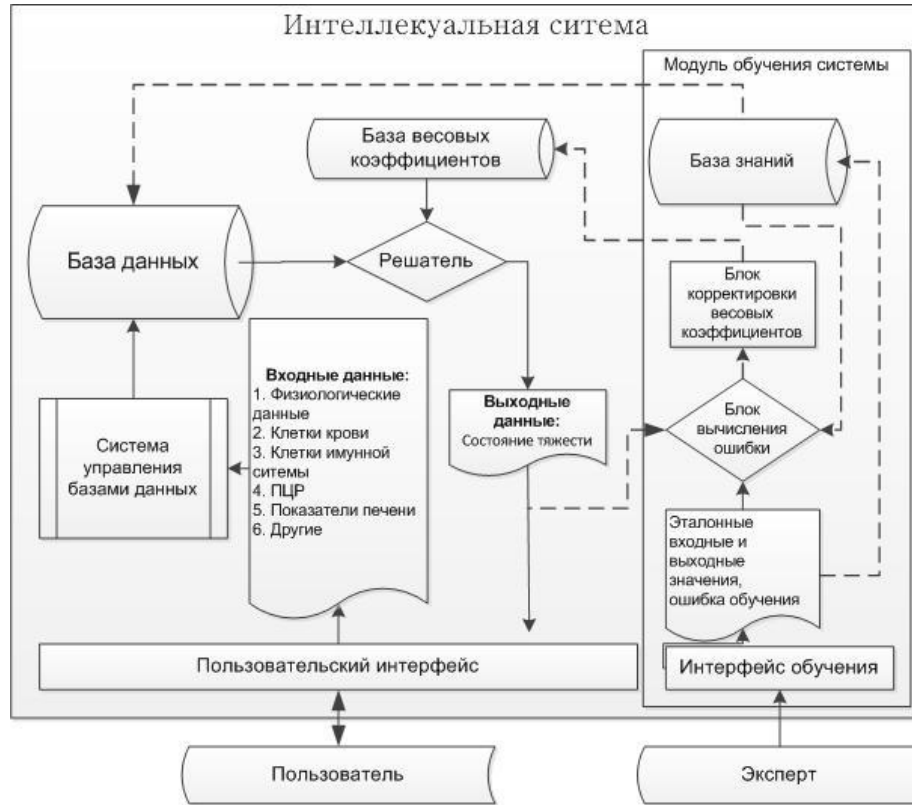 Интеллекуальная ситема
Модуль обучения системы
База весовых
коэффициентов
База знаний
База данных
Решатель
Блок
корректировки
весовых
коэффициентов
Входные данные:
1. Физиологические
данные
2. Клетки крови
3. Клетки имунной
ситемы
4. ПЦР
5. Показатели печени
6. Другие
Выходные
данные:
Состояние тяжести
Блок
вычисления
ошибки
Система
управления
базами данных
Эталонные
входные и
выходные
значения,
ошибка обучения
Пользовательский интерфейс
Интерфейс обучения
Пользователь
Эксперт